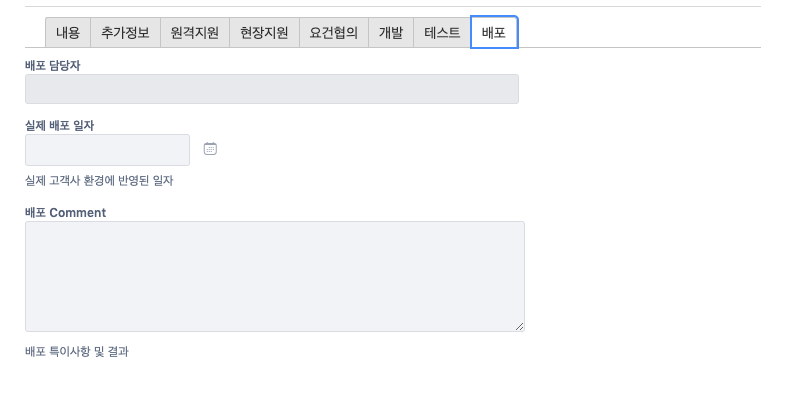 내용 추가정보 원격지원 현장지원 요건협의 개발 테스트 배포
배포 담당자
실제 배포 일자
실제 고객사 환경에 반영된 일자
배포 Comment
배포 특이사항 및 결과